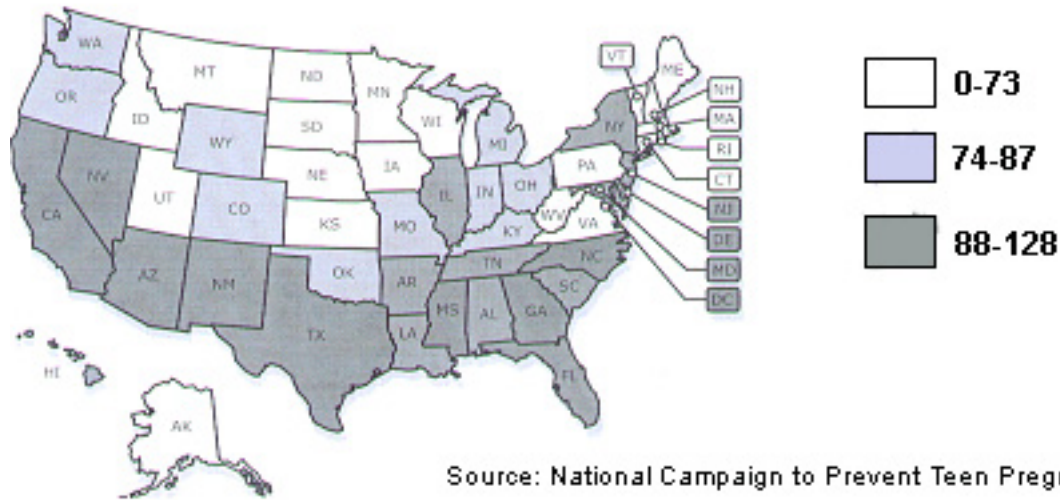 WA
MT
ND
MN
VT
ME
NH
OR
ID
SD
WI
MA
WY
MI
NY
RI
CT
NV
UT
NE
IA
PA
NJ
CA
CO
KS
MO
IL
IN
OH
WV
VA
DE
KY
MD
AZ
NM
OK
AR
TN
NC
DC
TX
LA
MS
AL
GA
SC
FL
HI
AK
0-73
74-87
88-128
Source: National Campaign to Prevent Teen Preg